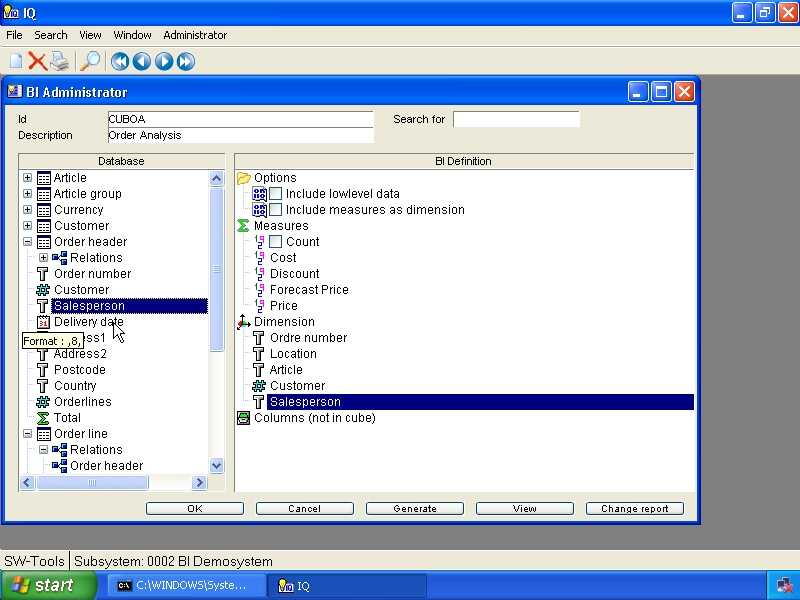 IQ
File Search View Window Administrator
BI Administrator
Id CUBOA Search for
Description Order Analysis
Database BI Definition
Article
Article group
Currency
Customer
Order header
Relations
Order number
Customer
Salesperson
Delivery date
Format : ,8,
ess1
Address2
Postcode
Country
Orderlines
Total
Order line
Relations
Order header
Options
Include lowlevel data
Include measures as dimension
Measures
Count
Cost
Discount
Forecast Price
Price
Dimension
Ordre number
Location
Article
Customer
Salesperson
Columns (not in cube)
OK Cancel Generate View Change report
SW-Tools Subsystem: 0002 BI Demosystem
start C:\WINDOWS\Syste... IQ